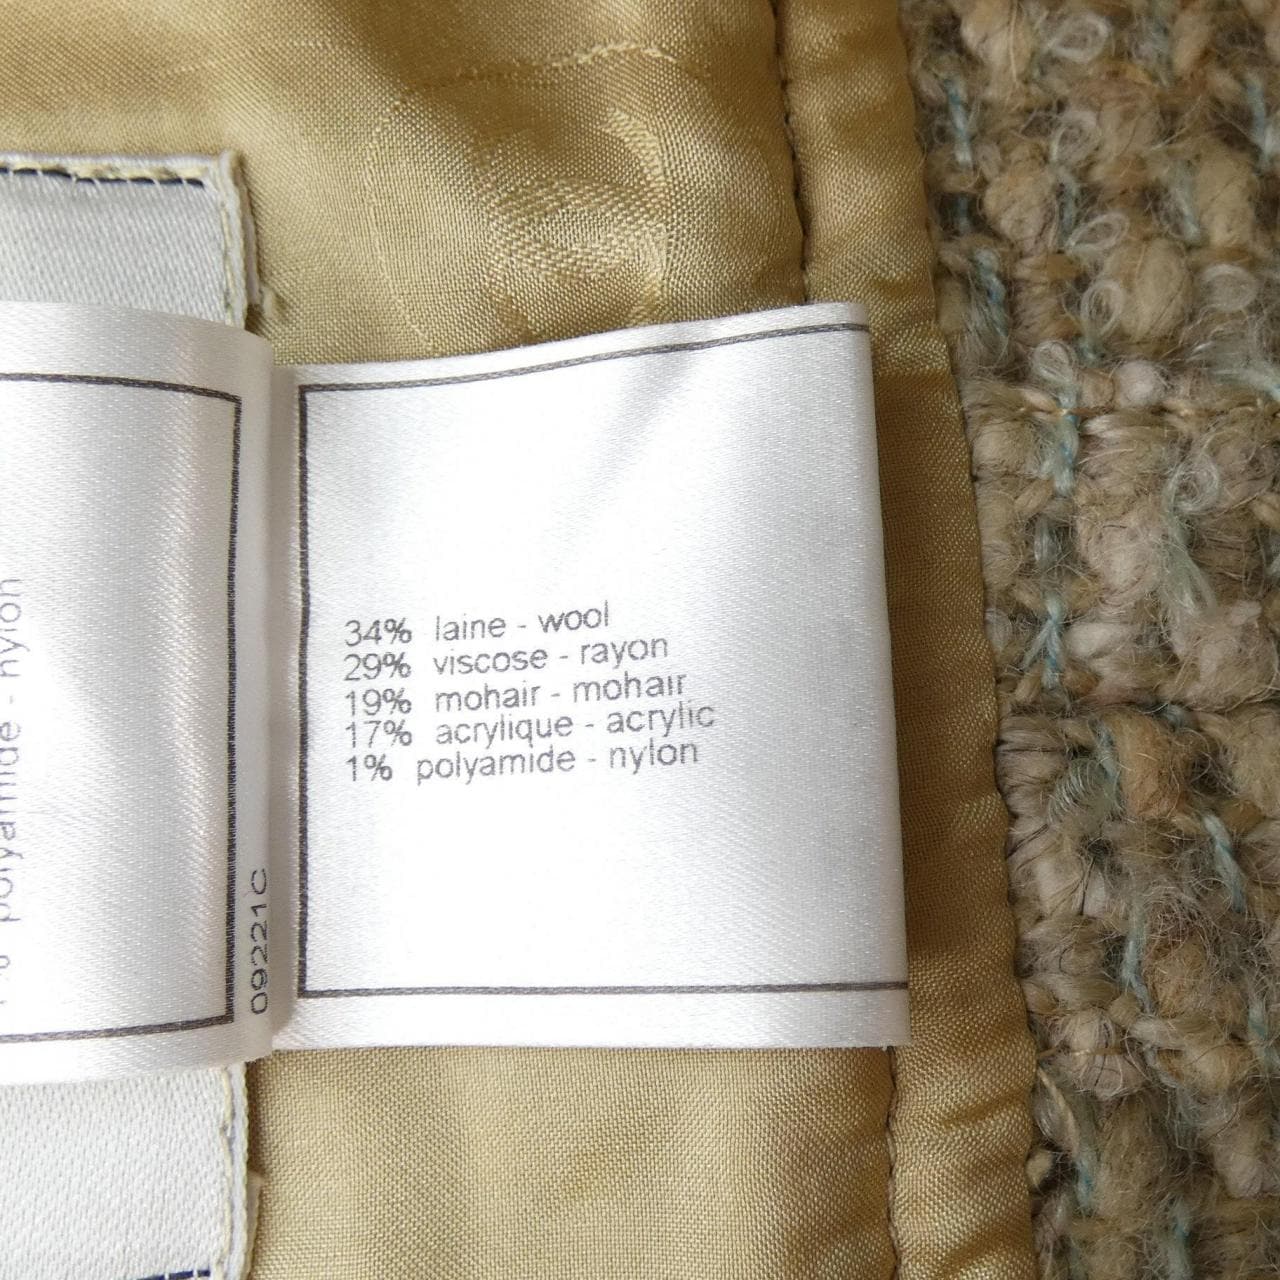 polyamide - nylon
09221C
34% laine - wool
29% viscose - rayon
19% mohair - mohair
17% acrylique - acrylic
1% polyamide - nylon